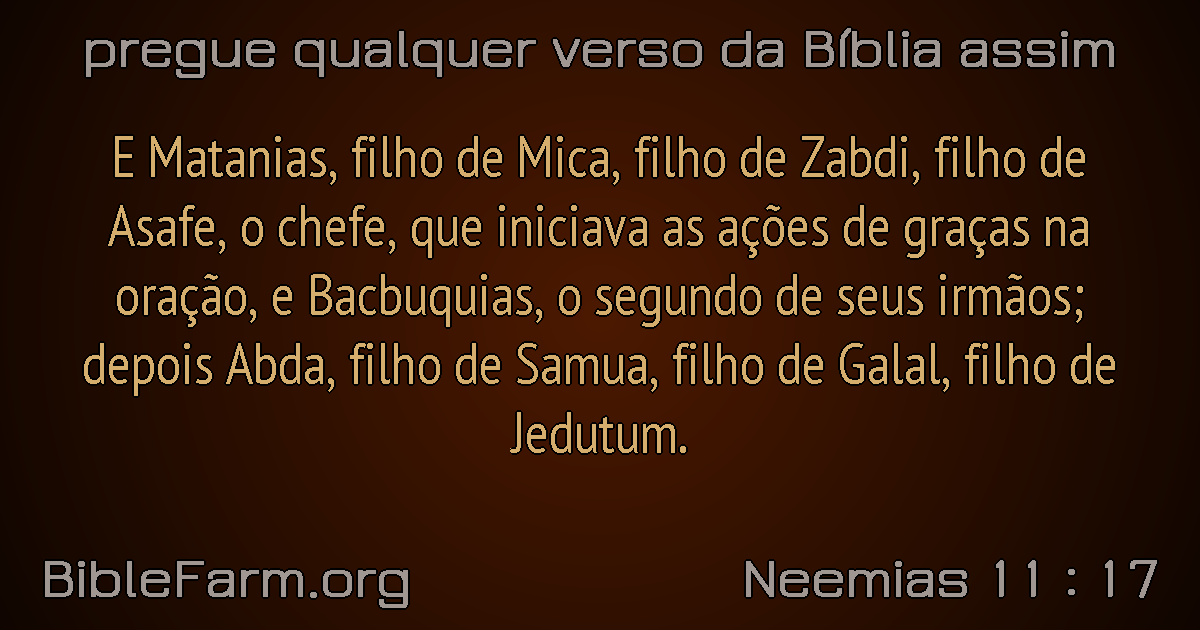 pregue qualquer verso da Bíblia assim
E Matanias, filho de Mica, filho de Zabdi, filho de
Asafe, o chefe, que iniciava as ações de graças na
oração, e Bacbuquias, o segundo de seus irmãos;
depois Abda, filho de Samua, filho de Galal, filho de
Jedutum.
BibleFarm.org
Neemias 11 : 17